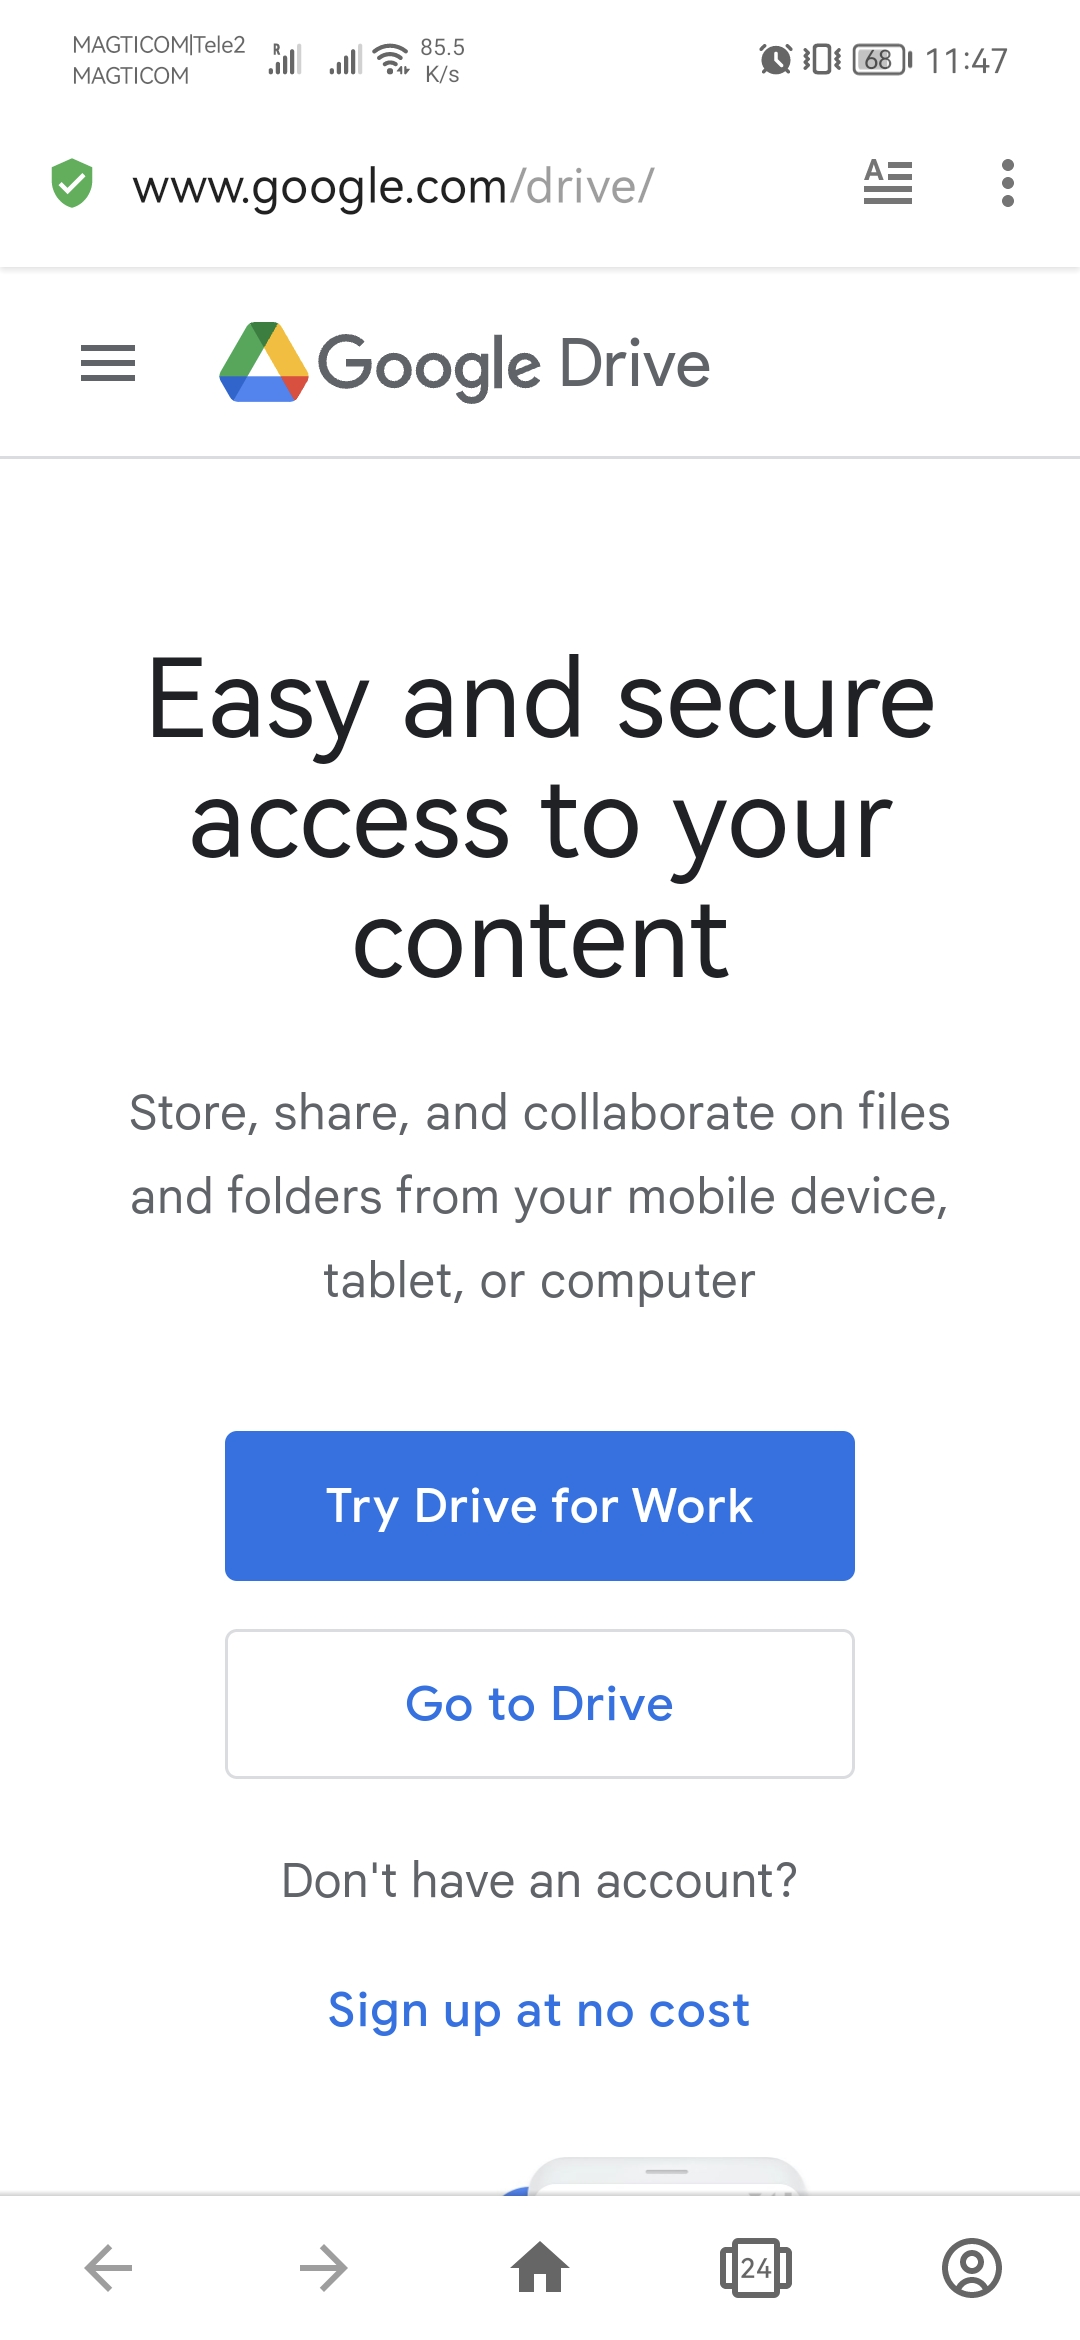 MAGTICOM|Tele2
MAGTICOM
R
85.5
K/s
68
11:47
www.google.com/drive/
A
Google Drive
Easy and secure
access to your
content
Store, share, and collaborate on files
and folders from your mobile device,
tablet, or computer
Try Drive for Work
Go to Drive
Don't have an account?
Sign up at no cost
24